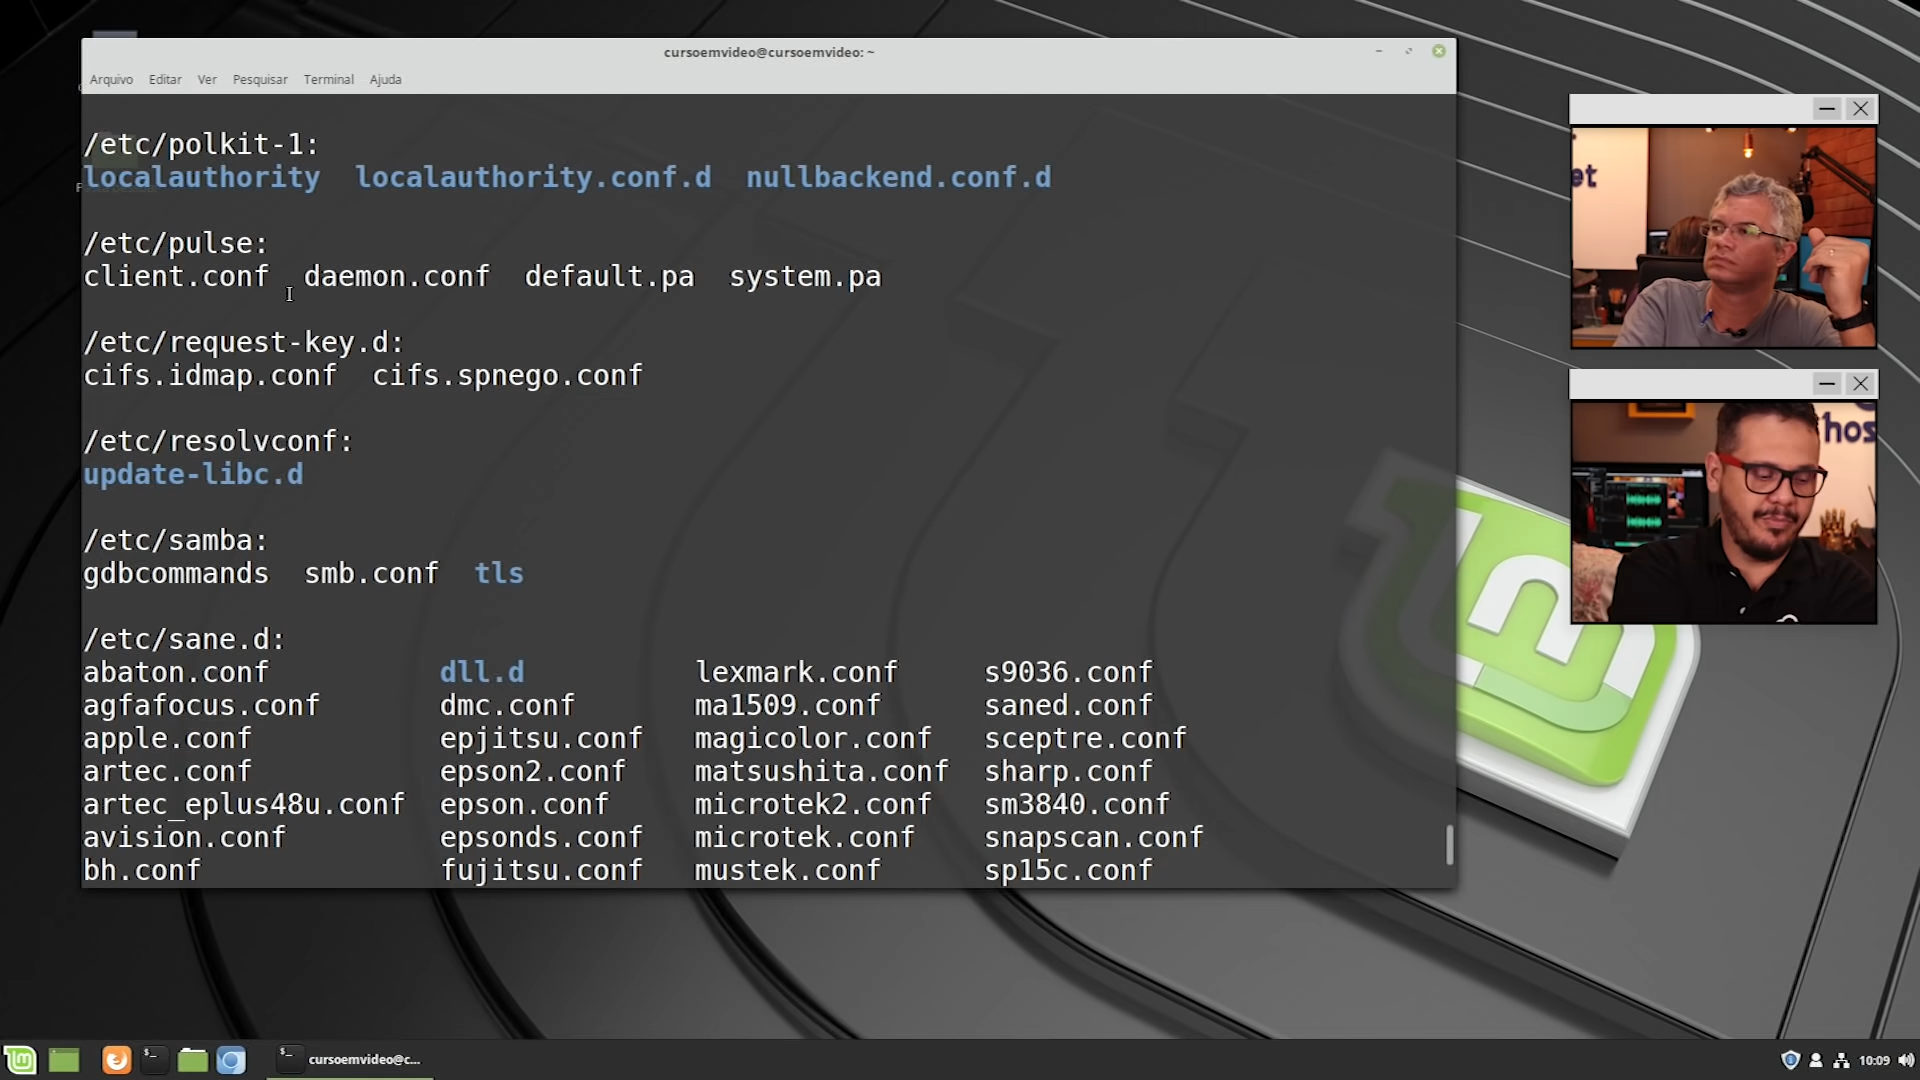 cursoemvideo@cursoemvideo: ~
Arquivo Editar Ver Pesquisar Terminal Ajuda
/etc/polkit-1:
localauthority localauthority.conf.d nullbackend.conf.d
/etc/pulse:
client.conf daemon.conf default.pa system.pa
/etc/request-key.d:
cifs.idmap.conf cifs.spnego.conf
/etc/resolvconf:
update-libc.d
/etc/samba:
gdbcommands smb.conf tls
/etc/sane.d:
abaton.conf dll.d lexmark.conf s9036.conf
agfafocus.conf dmc.conf ma1509.conf saned.conf
apple.conf epjitsu.conf magicolor.conf sceptre.conf
artec.conf epson2.conf matsushita.conf sharp.conf
artec_eplus48u.conf epson.conf microtek2.conf sm3840.conf
avision.conf epsonds.conf microtek.conf snapscan.conf
bh.conf fujitsu.conf mustek.conf sp15c.conf
et
hos
cursoemvideo@c...
10:09